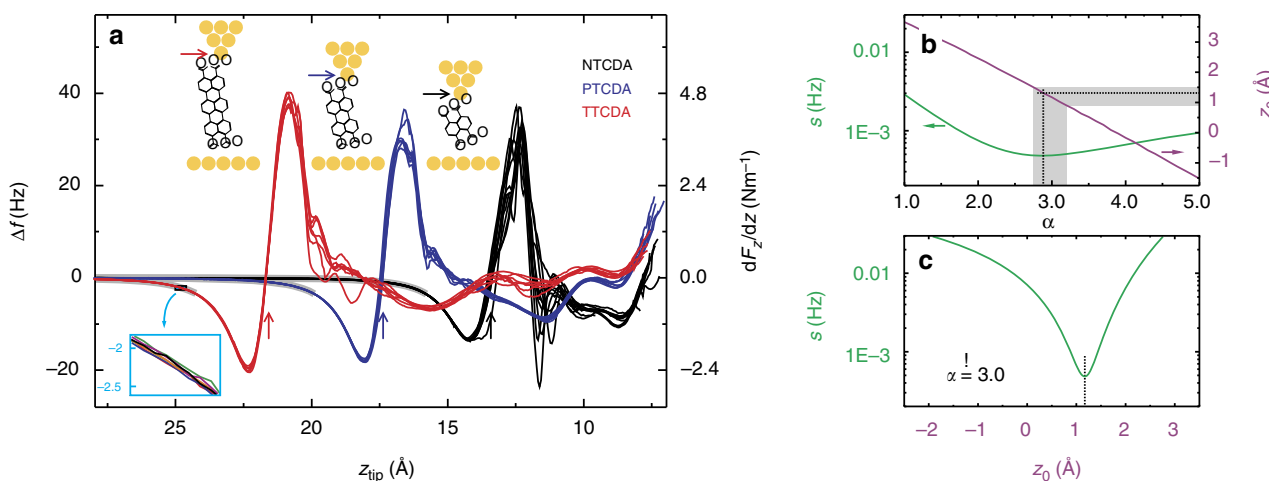 a
NTCDA
PTCDA
TTCDA
O O
O
O O
O
O O
O
40
20
0
−20
Δf (Hz)
4.8
2.4
0.0
−2.4
dF_z/dz (Nm⁻¹)
−2
−2.5
25
20
15
10
z_tip (Å)
b
0.01
1E−3
s (Hz)
3
2
1
0
−1
z₀ (Å)
1.0
2.0
3.0
4.0
5.0
α
c
0.01
1E−3
s (Hz)
!
α = 3.0
−2
−1
0
1
2
3
z₀ (Å)